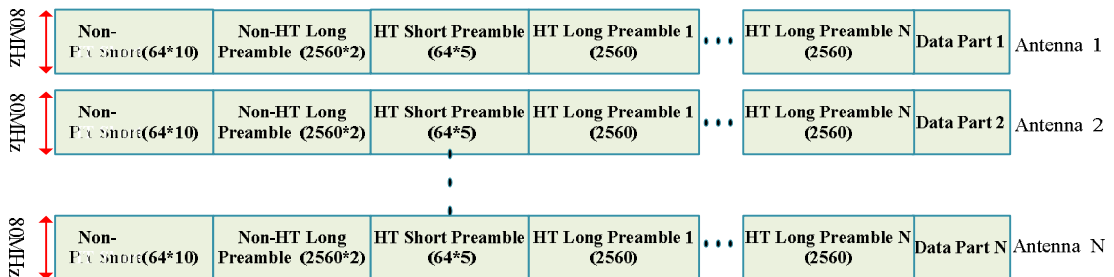 80MHz
Non-
(64*10)
Non-HT Long
Preamble (2560*2)
HT Short Preamble
(64*5)
HT Long Preamble 1
(2560)
HT Long Preamble N
(2560)
Data Part 1
Antenna 1
80MHz
Non-
(64*10)
Non-HT Long
Preamble (2560*2)
HT Short Preamble
(64*5)
HT Long Preamble 1
(2560)
HT Long Preamble N
(2560)
Data Part 2
Antenna 2
80MHz
Non-
(64*10)
Non-HT Long
Preamble (2560*2)
HT Short Preamble
(64*5)
HT Long Preamble 1
(2560)
HT Long Preamble N
(2560)
Data Part N
Antenna N